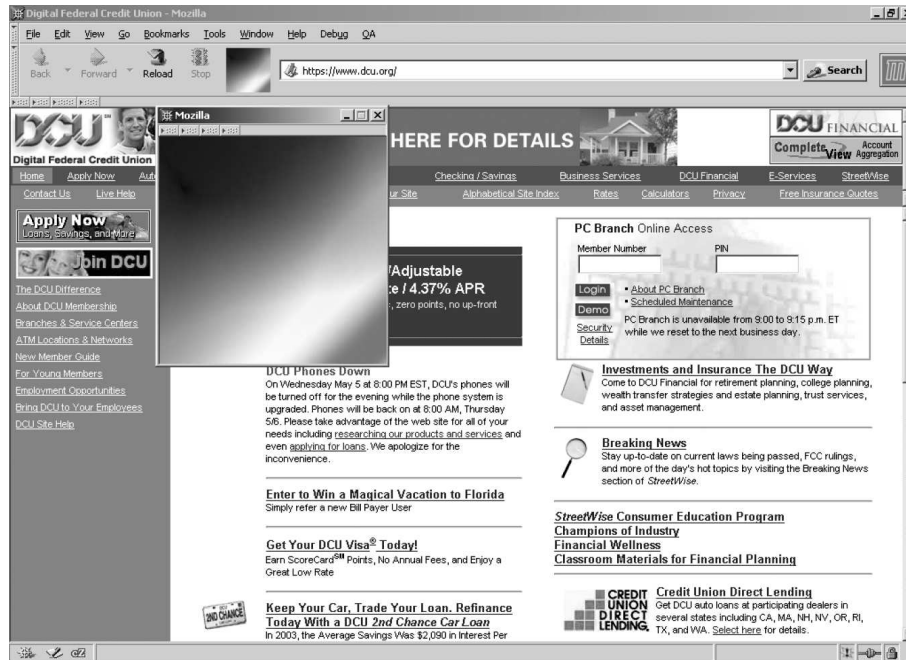 Digital Federal Credit Union - Mozilla
File Edit View Go Bookmarks Tools Window Help Debug QA
Back Forward Reload Stop https://www.dcu.org/ Search
DCU
Digital Federal Credit Union
Mozilla
HERE FOR DETAILS
DCU FINANCIAL
Complete View Account Aggregation
Home Apply Now Aut Checking / Savings Business Services DCU Financial E-Services StreetWise
Contact Us Live Help ur Site Alphabetical Site Index Rates Calculators Privacy Free Insurance Quotes
Apply Now
Loans, Savings, and More
Join DCU
The DCU Difference
About DCU Membership
Branches & Service Centers
ATM Locations & Networks
New Member Guide
For Young Members
Employment Opportunities
Bring DCU to Your Employees
DCU Site Help
/Adjustable
te / 4.37% APR
s, zero points, no up-front
DCU Phones Down
On Wednesday May 5 at 8:00 PM EST, DCU's phones will
be turned off for the evening while the phone system is
upgraded. Phones will be back on at 8:00 AM, Thursday
5/6. Please take advantage of the web site for all of your
needs including researching our products and services and
even applying for loans. We apologize for the
inconvenience.
Enter to Win a Magical Vacation to Florida
Simply refer a new Bill Payer User
Get Your DCU Visa® Today!
Earn ScoreCard℠ Points, No Annual Fees, and Enjoy a
Great Low Rate
2ND CHANCE
Keep Your Car, Trade Your Loan. Refinance
Today With a DCU 2nd Chance Car Loan
In 2003, the Average Savings Was $2,090 in Interest Per
PC Branch Online Access
Member Number PIN
Login
Demo
Security
Details
• About PC Branch
• Scheduled Maintenance
PC Branch is unavailable from 9:00 to 9:15 p.m. ET
while we reset to the next business day.
Investments and Insurance The DCU Way
Come to DCU Financial for retirement planning, college planning,
wealth transfer strategies and estate planning, trust services,
and asset management.
Breaking News
Stay up-to-date on current laws being passed, FCC rulings,
and more of the day's hot topics by visiting the Breaking News
section of StreetWise.
StreetWise Consumer Education Program
Champions of Industry
Financial Wellness
Classroom Materials for Financial Planning
CREDIT
UNION
DIRECT
LENDING.
Credit Union Direct Lending
Get DCU auto loans at participating dealers in
several states including CA, MA, NH, NV, OR, RI,
TX, and WA. Select here for details.